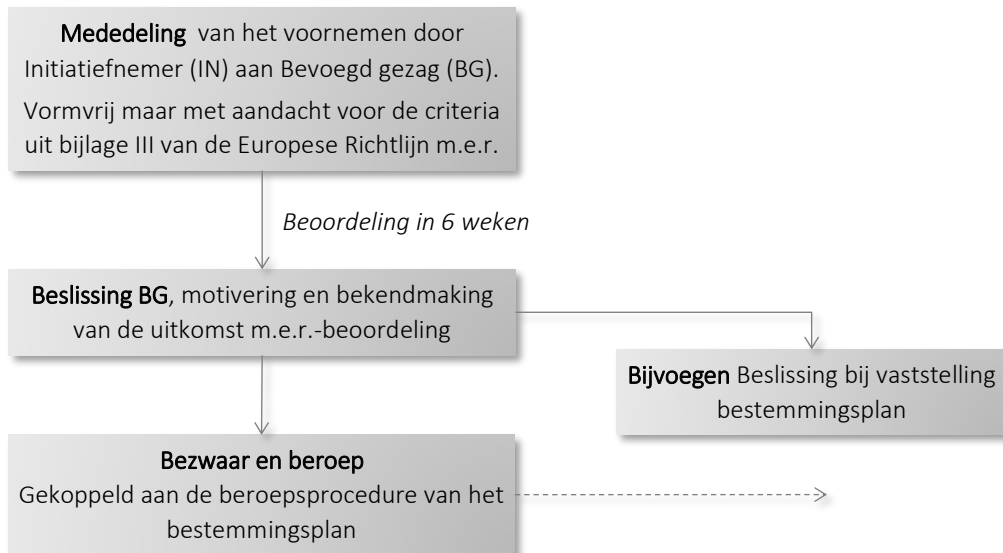 Mededeling van het voornemen door
Initiatiefnemer (IN) aan Bevoegd gezag (BG).
Vormvrij maar met aandacht voor de criteria
uit bijlage III van de Europese Richtlijn m.e.r.
Beoordeling in 6 weken
Beslissing BG, motivering en bekendmaking
van de uitkomst m.e.r.-beoordeling
Bijvoegen Beslissing bij vaststelling
bestemmingsplan
Bezwaar en beroep
Gekoppeld aan de beroepsprocedure van het
bestemmingsplan